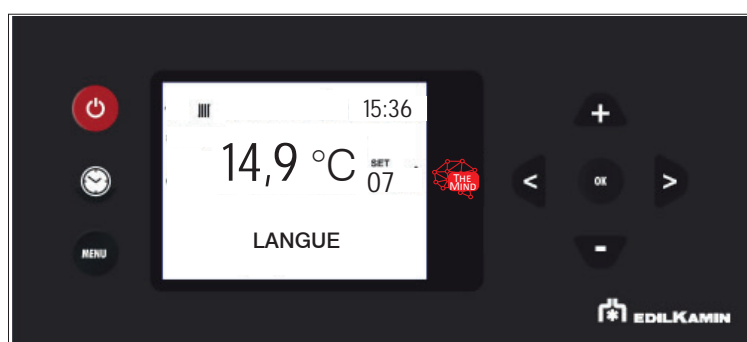 15:36
14,9 °C
SET
07
LANGUE
MENU
THE
MIND
<
OK
>
+
-
EDILKAMIN